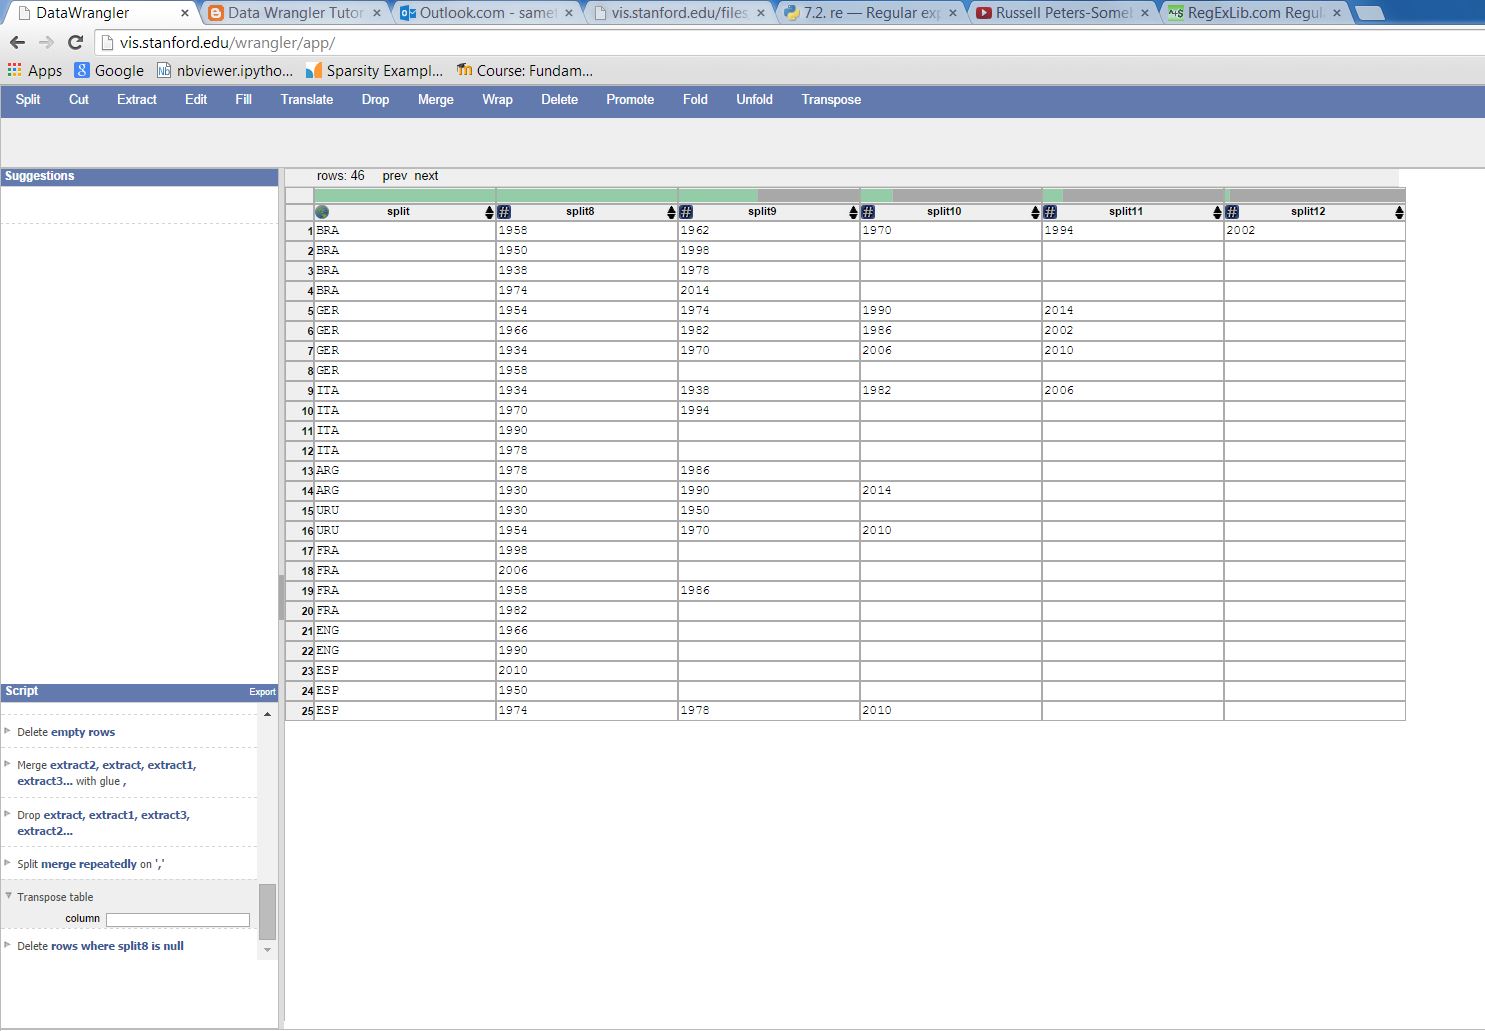 DataWrangler × Data Wrangler Tutor × Outlook.com - same × vis.stanford.edu/files × 7.2. re — Regular exp × Russell Peters-Someb × RegExLib.com Regul ×
vis.stanford.edu/wrangler/app/
Apps Google nbviewer.ipytho... Sparsity Exampl... Course: Fundam...
Split Cut Extract Edit Fill Translate Drop Merge Wrap Delete Promote Fold Unfold Transpose
Suggestions
rows: 46 prev next
split # split8 # split9 # split10 # split11 # split12
1 BRA 1958 1962 1970 1994 2002
2 BRA 1950 1998
3 BRA 1938 1978
4 BRA 1974 2014
5 GER 1954 1974 1990 2014
6 GER 1966 1982 1986 2002
7 GER 1934 1970 2006 2010
8 GER 1958
9 ITA 1934 1938 1982 2006
10 ITA 1970 1994
11 ITA 1990
12 ITA 1978
13 ARG 1978 1986
14 ARG 1930 1990 2014
15 URU 1930 1950
16 URU 1954 1970 2010
17 FRA 1998
18 FRA 2006
19 FRA 1958 1986
20 FRA 1982
21 ENG 1966
22 ENG 1990
23 ESP 2010
24 ESP 1950
25 ESP 1974 1978 2010
Script Export
Delete empty rows
Merge extract2, extract, extract1,
extract3... with glue ,
Drop extract, extract1, extract3,
extract2...
Split merge repeatedly on ','
Transpose table
column
Delete rows where split8 is null